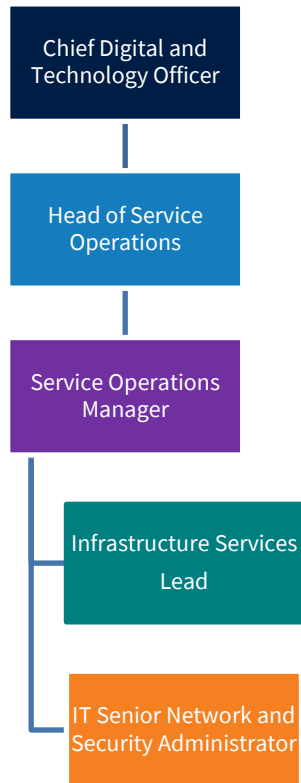 Chief Digital and
Technology Officer
Head of Service
Operations
Service Operations
Manager
Infrastructure Services
Lead
IT Senior Network and
Security Administrator